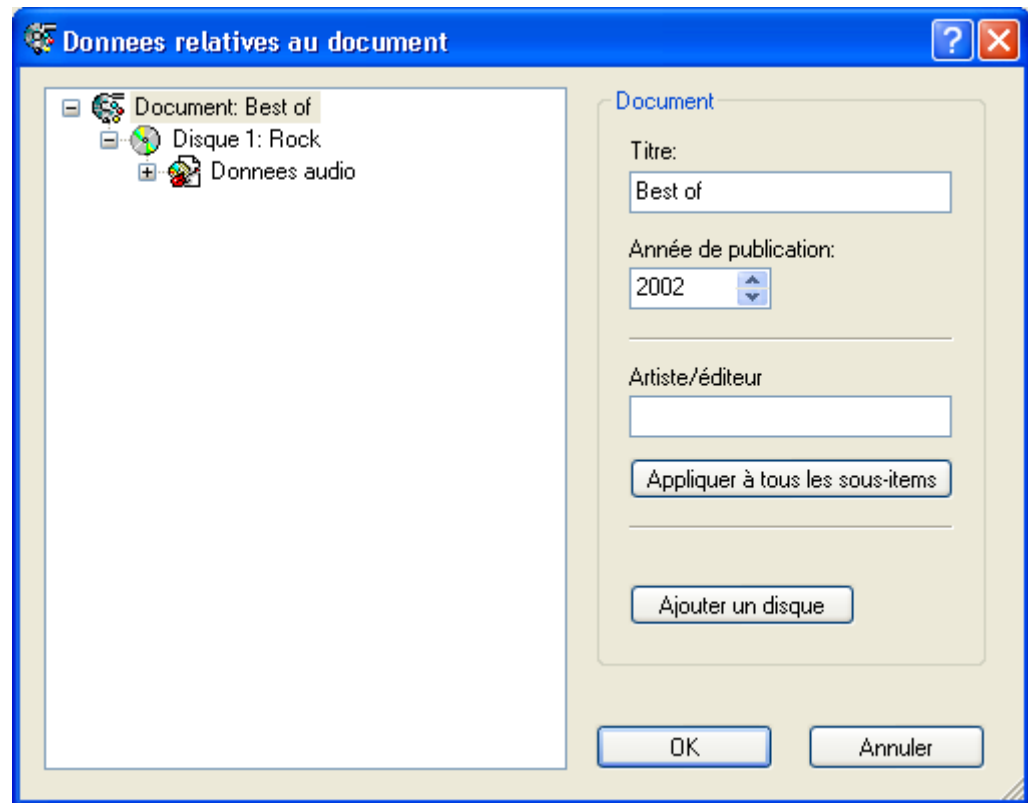 Donnees relatives au document
Document: Best of
Disque 1: Rock
Donnees audio
Document
Titre:
Best of
Année de publication:
2002
Artiste/éditeur
Appliquer à tous les sous-items
Ajouter un disque
OK
Annuler